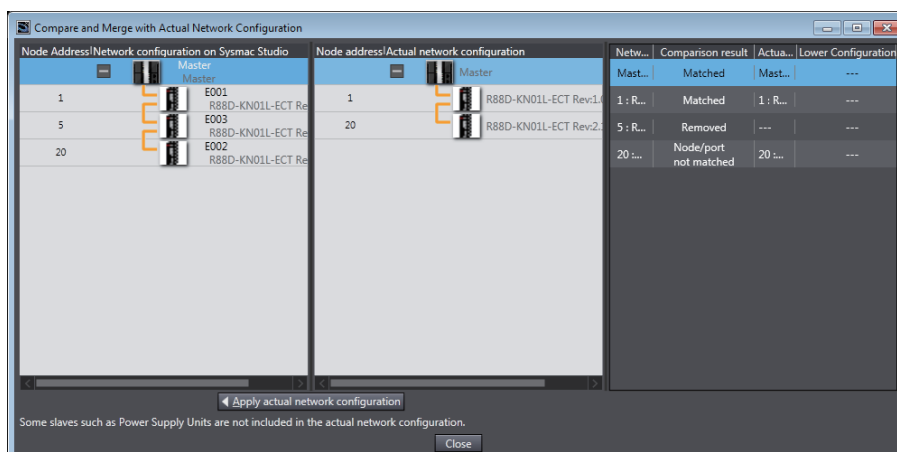 Compare and Merge with Actual Network Configuration
Node Address|Network configuration on Sysmac Studio
Master
Master
1
E001
R88D-KN01L-ECT Re
5
E003
R88D-KN01L-ECT Re
20
E002
R88D-KN01L-ECT Re
Node address|Actual network configuration
Master
1
R88D-KN01L-ECT Rev:1.
20
R88D-KN01L-ECT Rev:2.
Netw... Comparison result Actua... Lower Configuration
Mast... Matched Mast... ---
1 : R... Matched 1 : R... ---
5 : R... Removed --- ---
20 :... Node/port not matched 20 :... ---
Apply actual network configuration
Some slaves such as Power Supply Units are not included in the actual network configuration.
Close